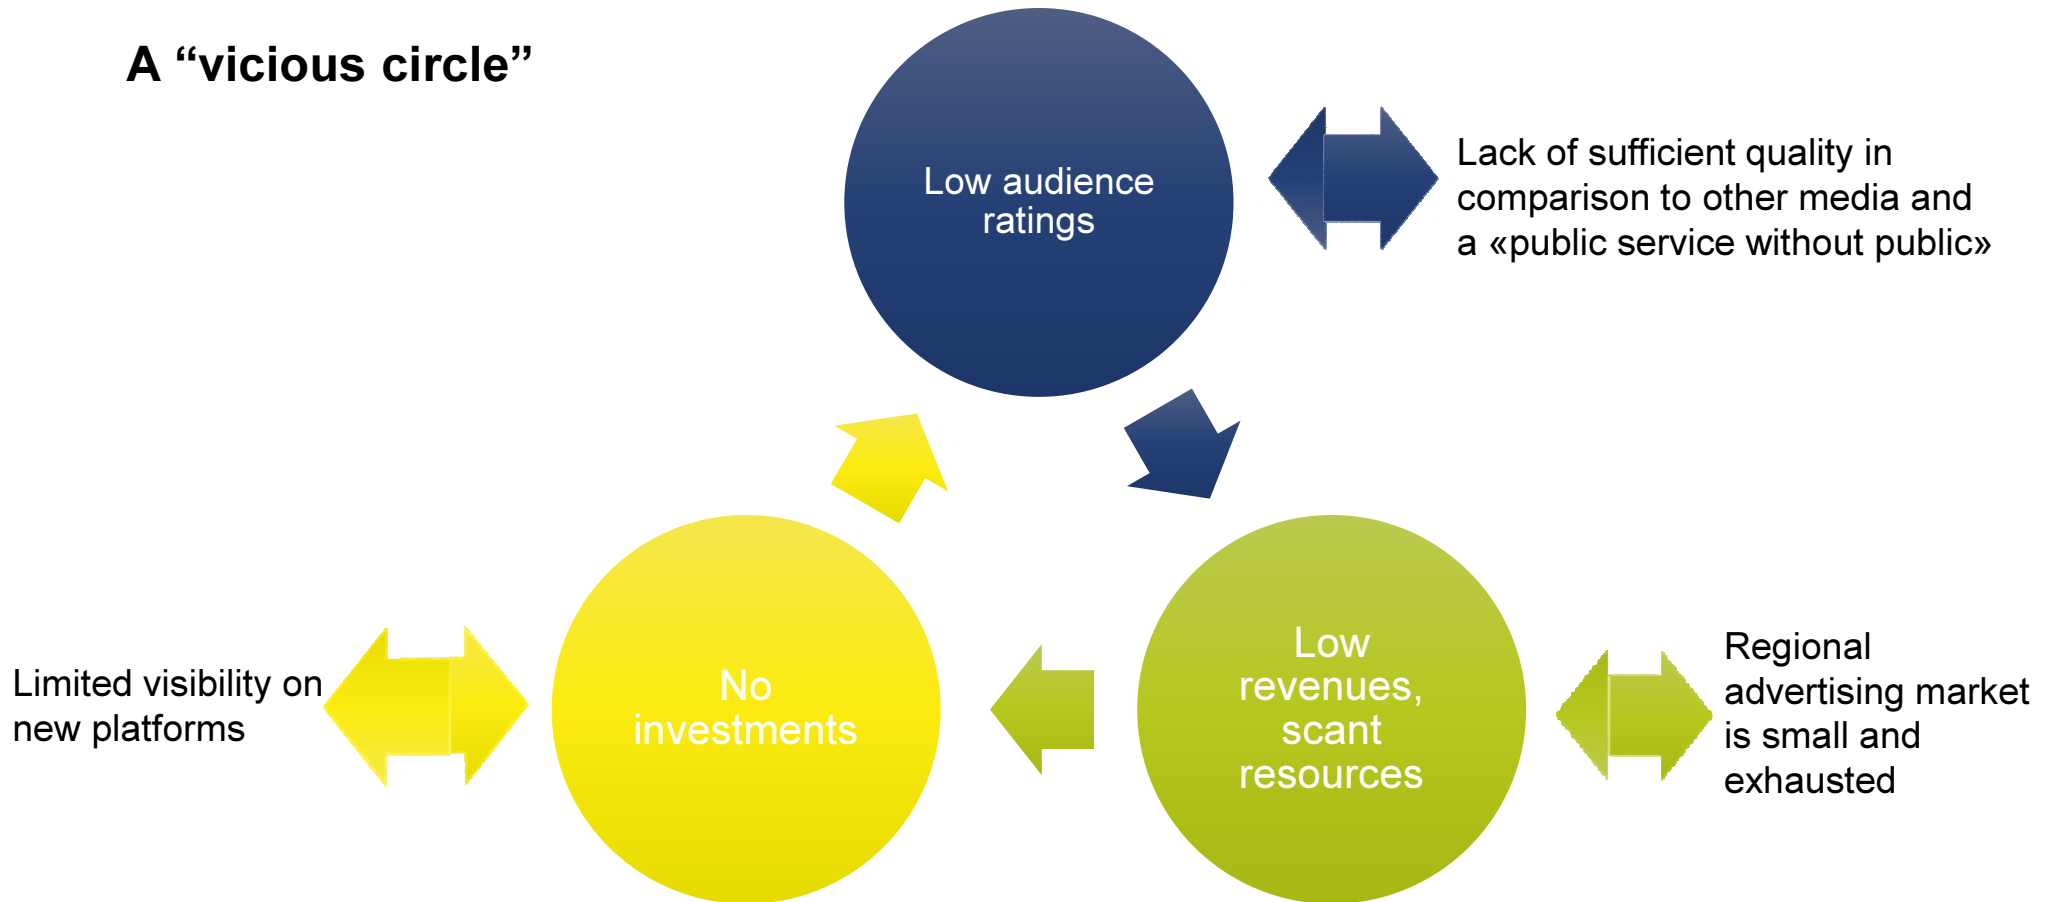 A “vicious circle”
Low audience
ratings
Lack of sufficient quality in
comparison to other media and
a «public service without public»
Limited visibility on
new platforms
No
investments
Low
revenues,
scant
resources
Regional
advertising market
is small and
exhausted